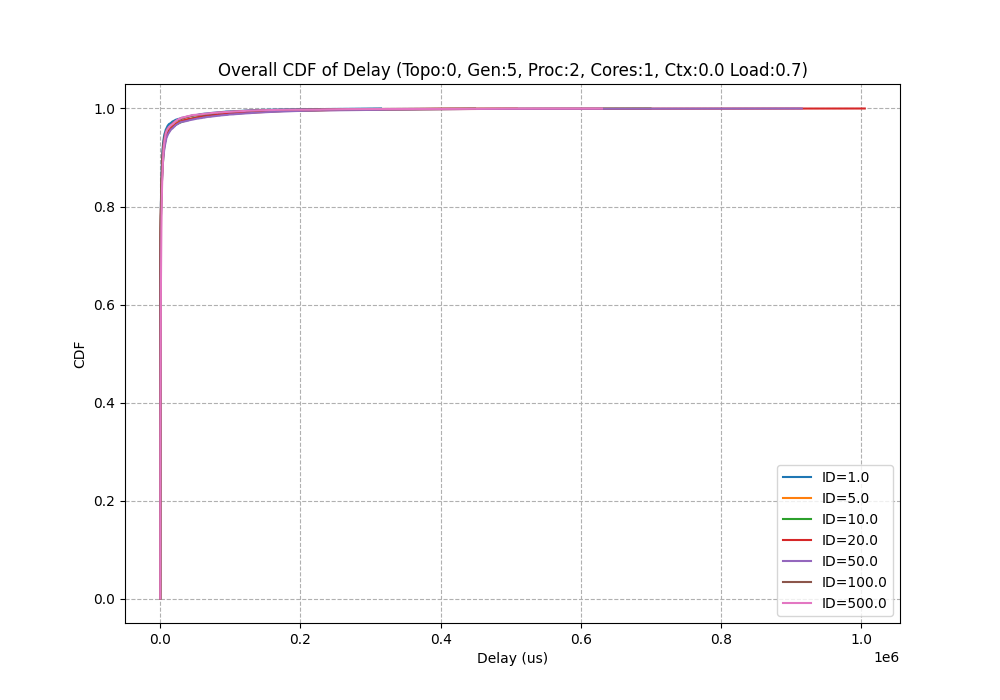 Overall CDF of Delay (Topo:0, Gen:5, Proc:2, Cores:1, Ctx:0.0 Load:0.7)
1.0
0.8
0.6
0.4
0.2
0.0
CDF
ID=1.0
ID=5.0
ID=10.0
ID=20.0
ID=50.0
ID=100.0
ID=500.0
0.0 0.2 0.4 0.6 0.8 1.0
1e6
Delay (us)